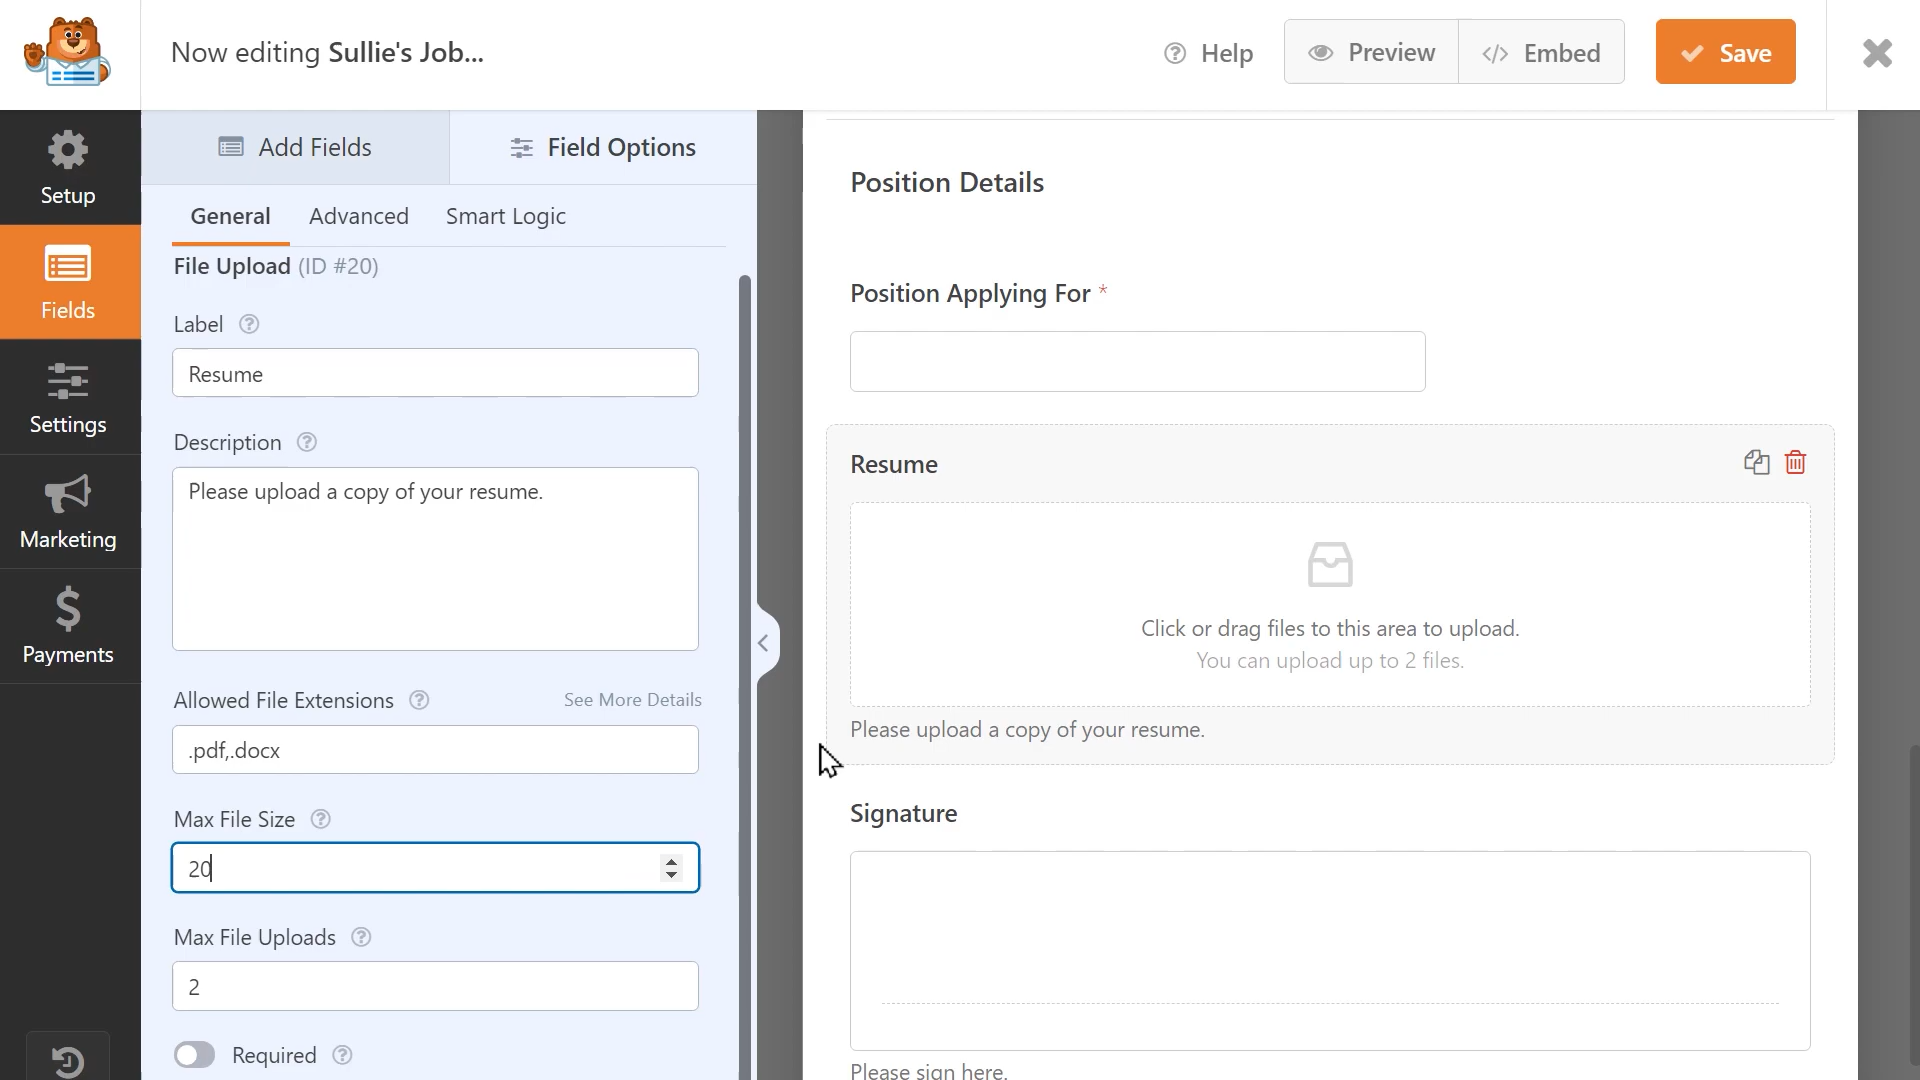 Now editing Sullie's Job...
Help
Preview
</> Embed
Save
Setup
Fields
Settings
Marketing
Payments
Add Fields
Field Options
General
Advanced
Smart Logic
File Upload (ID #20)
Label
Resume
Description
Please upload a copy of your resume.
Allowed File Extensions
See More Details
.pdf,.docx
Max File Size
20
Max File Uploads
2
Required
Position Details
Position Applying For *
Resume
Click or drag files to this area to upload.
You can upload up to 2 files.
Please upload a copy of your resume.
Signature
Please sign here.